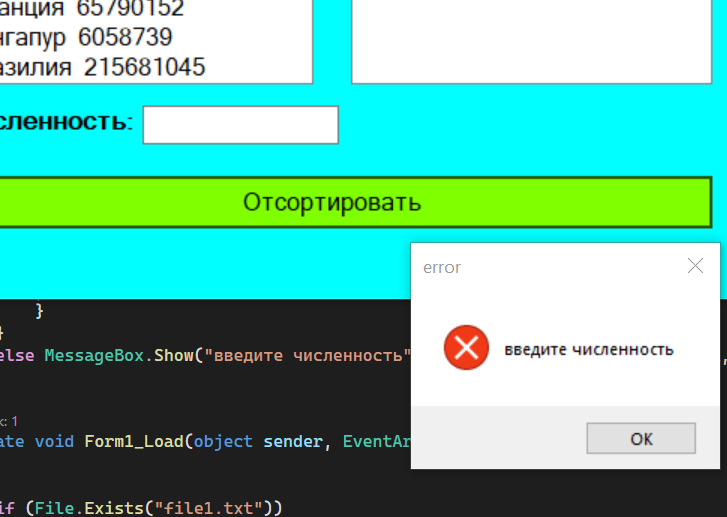 анция 65790152
нгапур 6058739
азилия 215681045
сленность:
Отсортировать
error
введите численность
OK
}
}
else MessageBox.Show("введите численность"
к: 1
ate void Form1_Load(object sender, EventAr
if (File.Exists("file1.txt"))